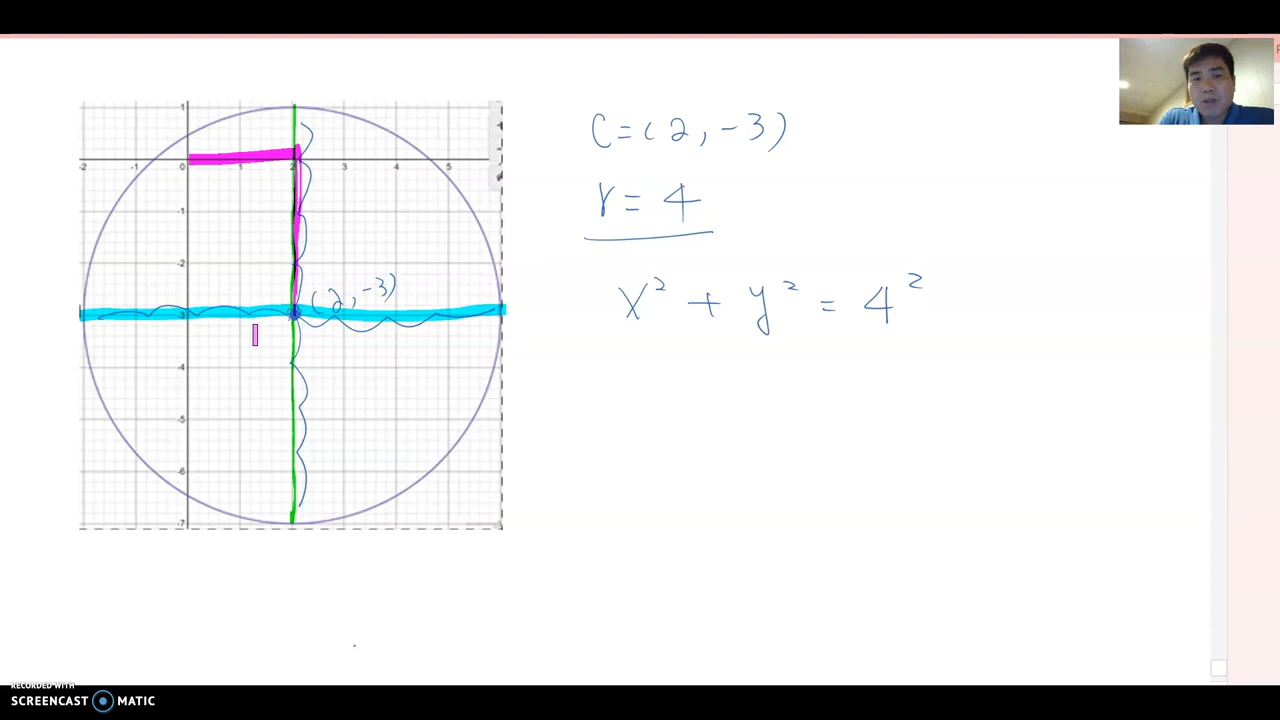 C = (2, -3)
r = 4
x² + y² = 4²
1
-2 0 1 2 3 4 5
-1
-2
(2, -3)
-3
-4
-5
-6
-7
RECORDED WITH
SCREENCAST MATIC